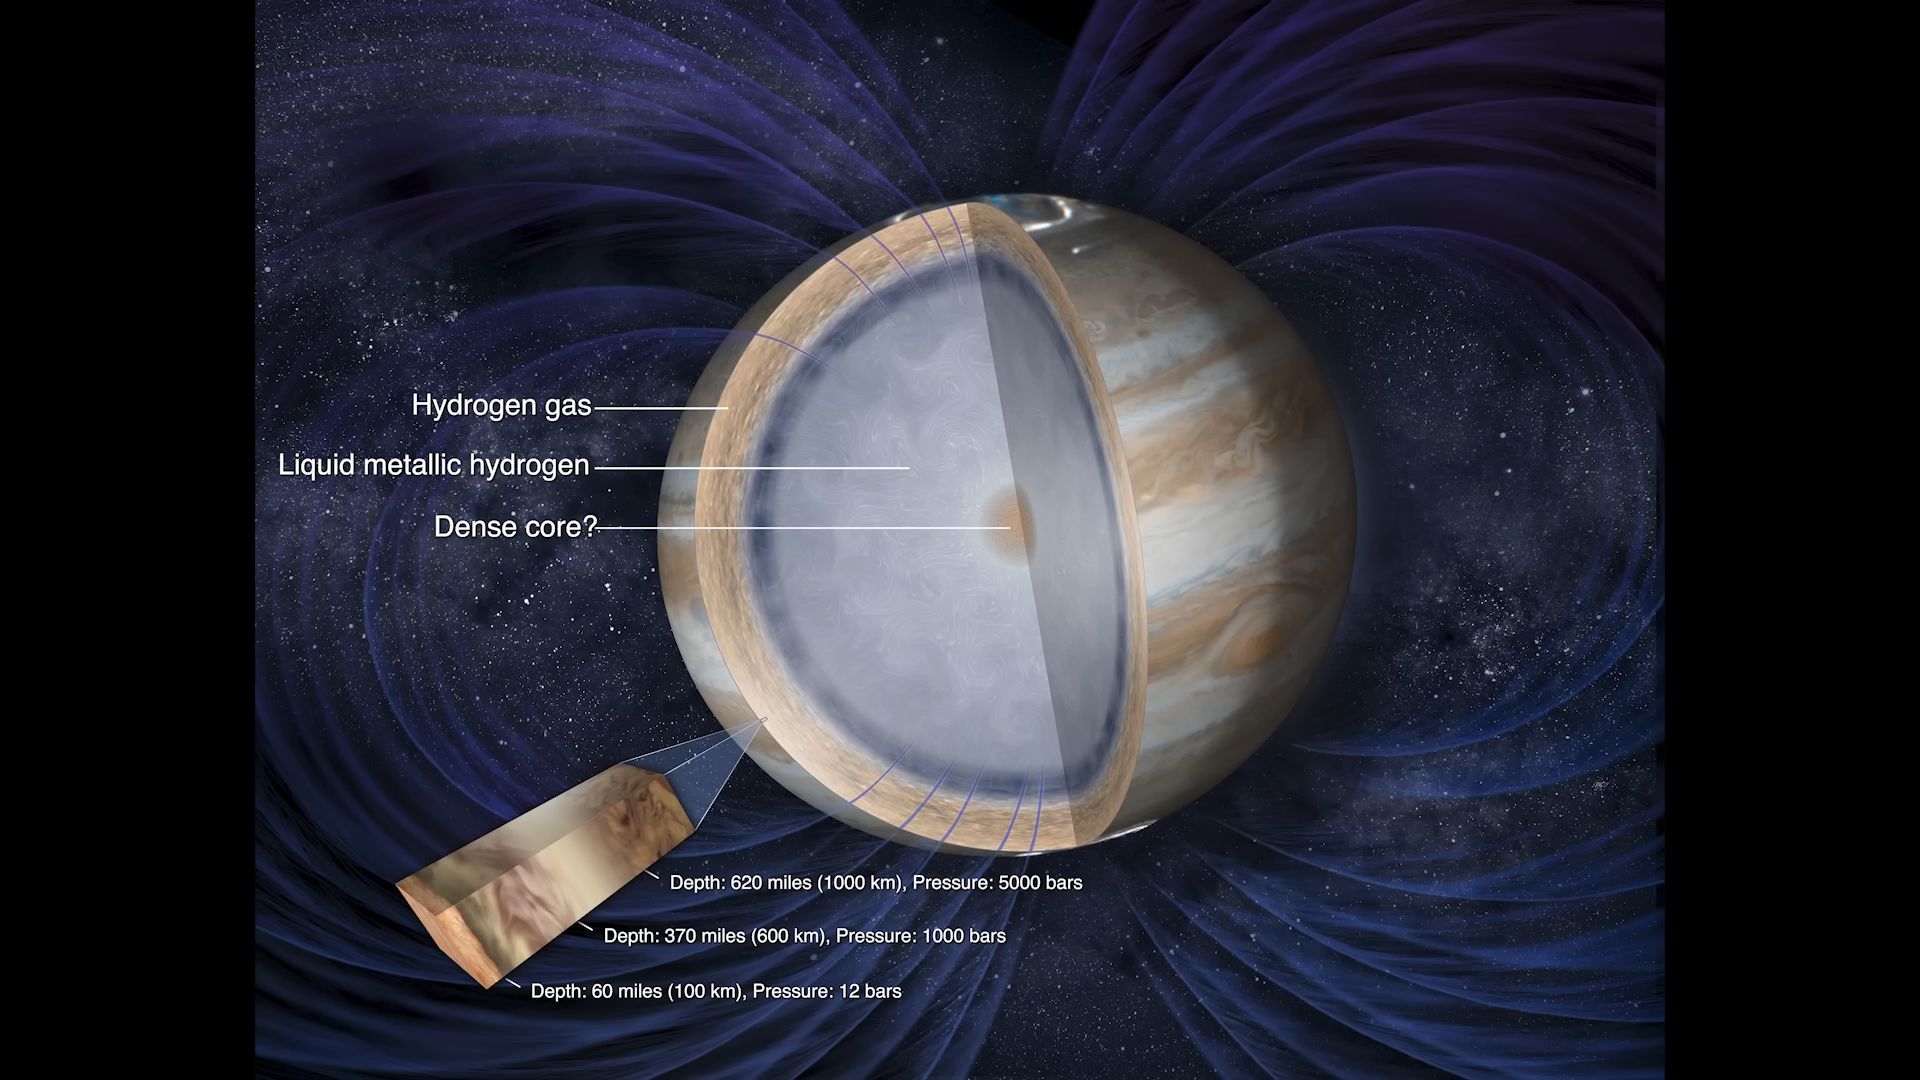 Hydrogen gas
Liquid metallic hydrogen
Dense core?
Depth: 620 miles (1000 km), Pressure: 5000 bars
Depth: 370 miles (600 km), Pressure: 1000 bars
Depth: 60 miles (100 km), Pressure: 12 bars